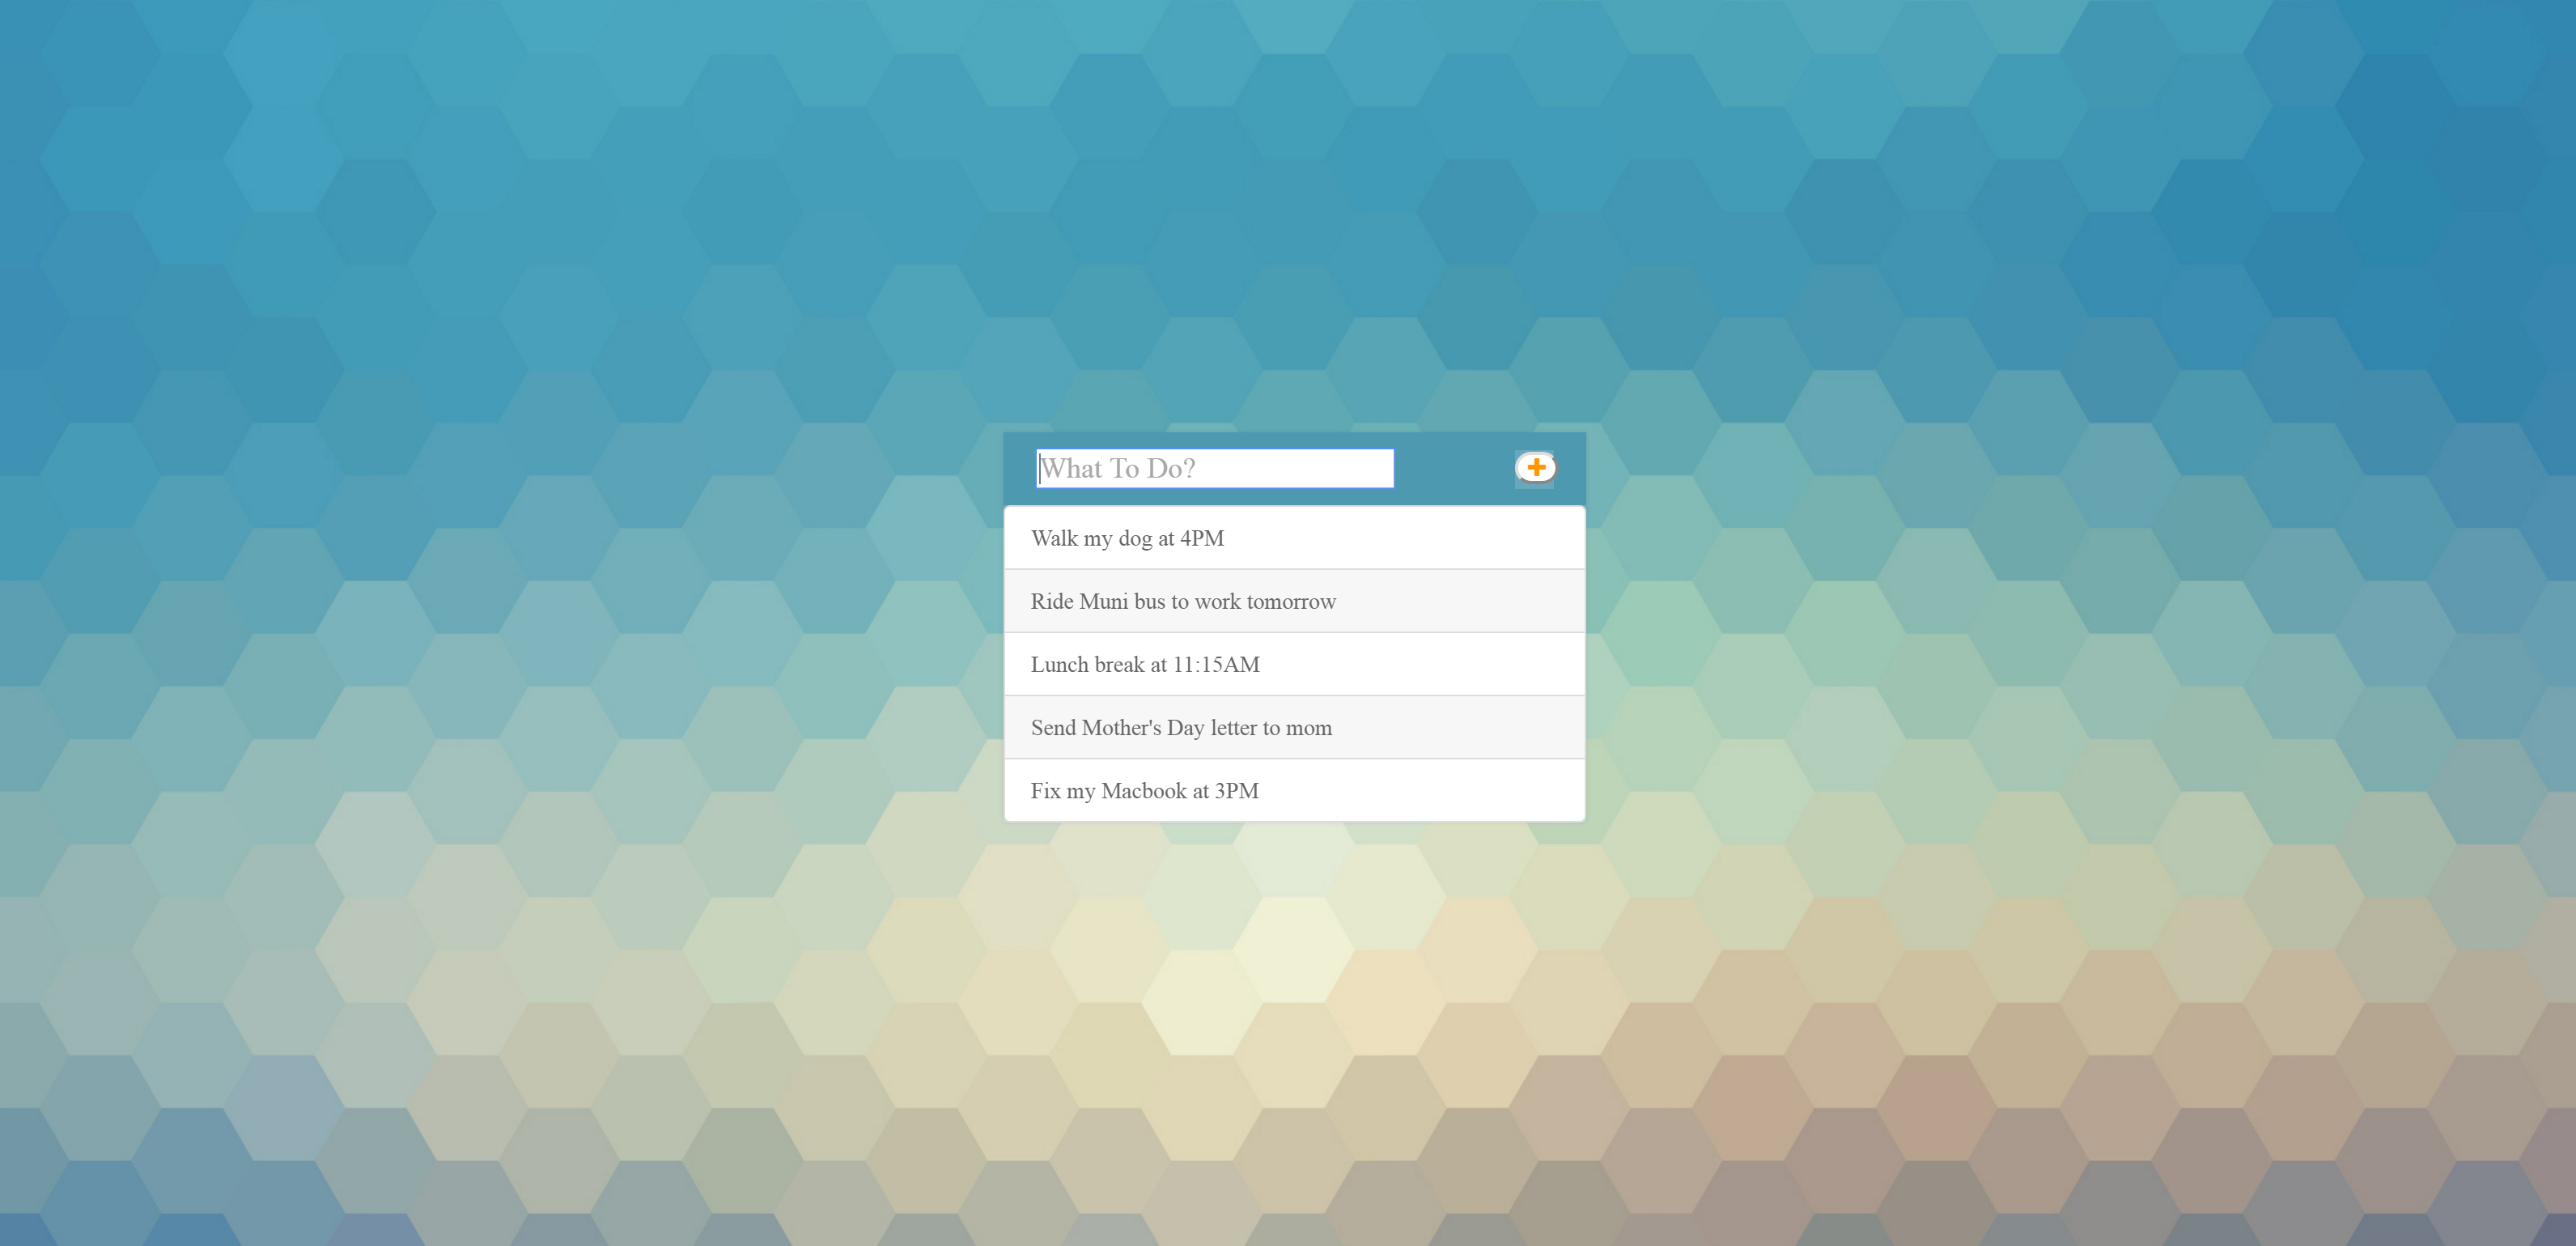 What To Do?
Walk my dog at 4PM
Ride Muni bus to work tomorrow
Lunch break at 11:15AM
Send Mother's Day letter to mom
Fix my Macbook at 3PM